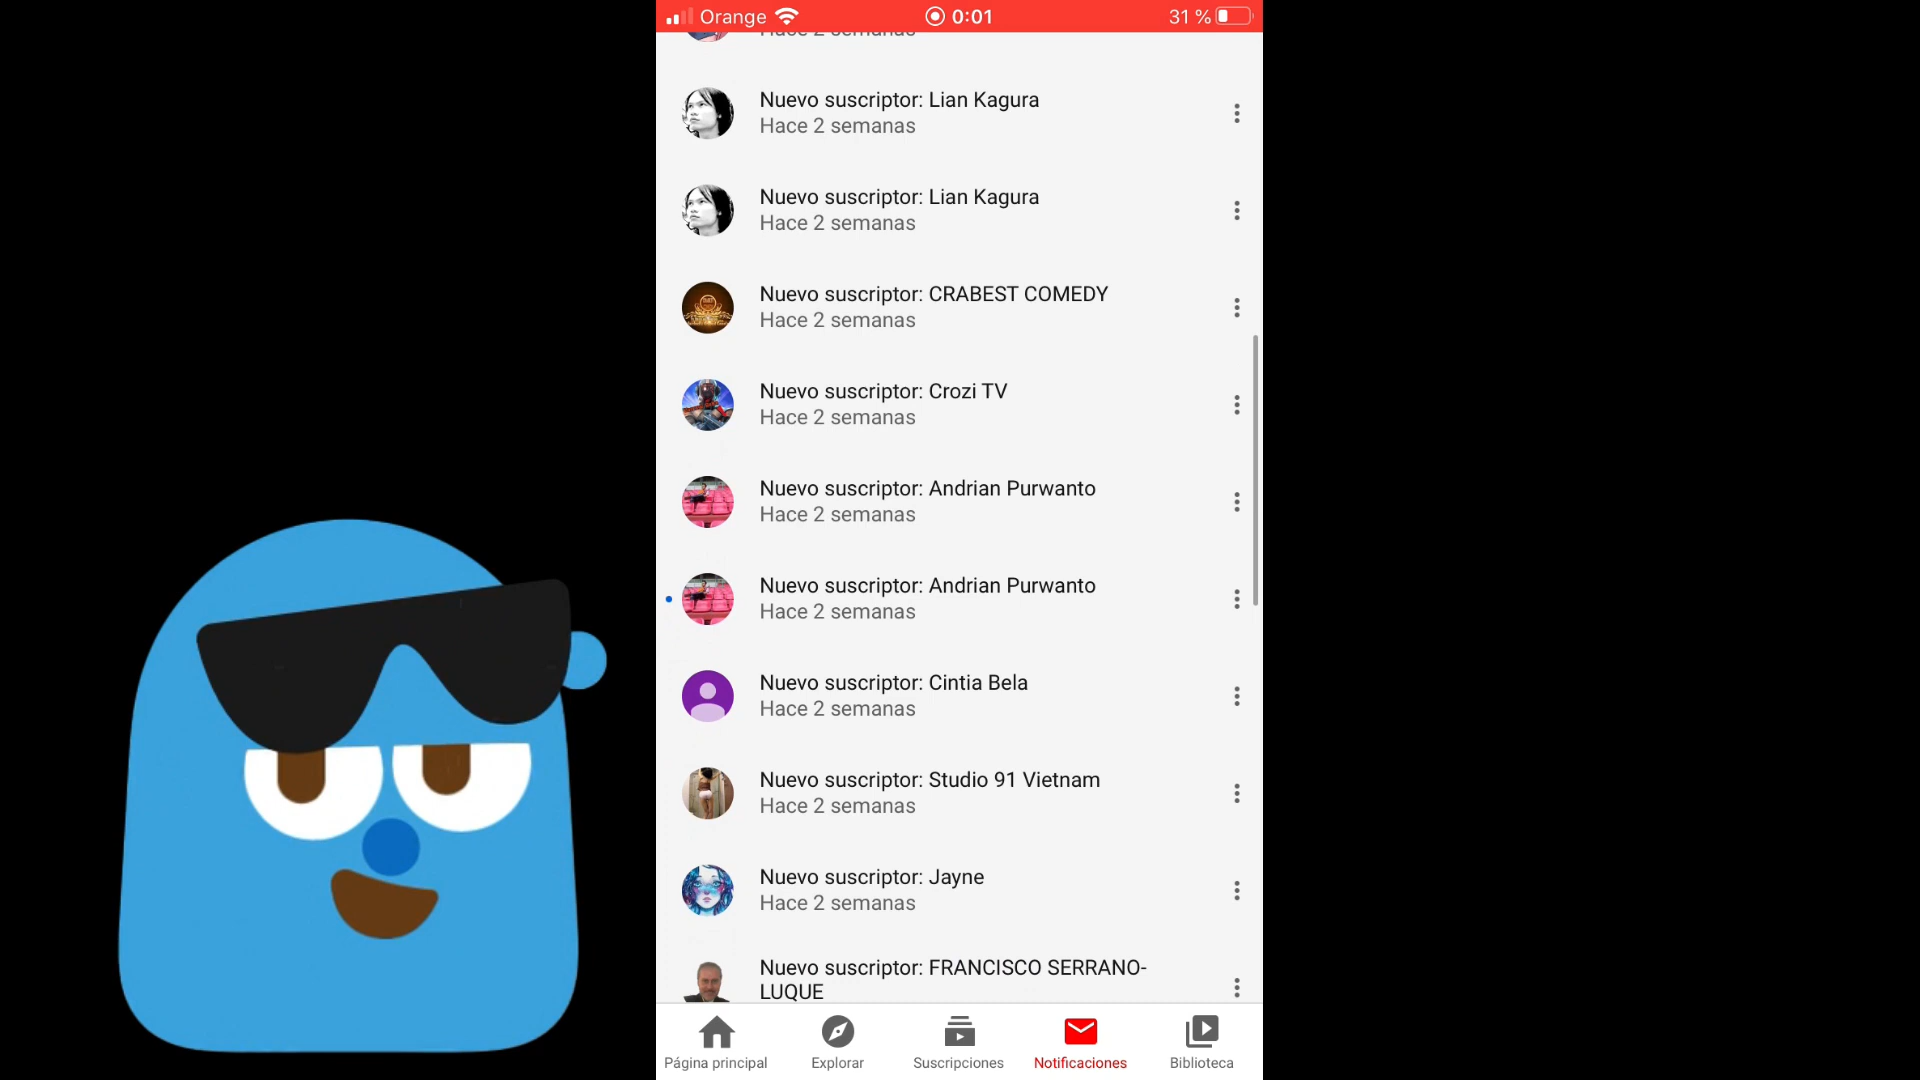 Orange 0:01 31 %
Hace 2 semanas
Nuevo suscriptor: Lian Kagura
Hace 2 semanas
Nuevo suscriptor: Lian Kagura
Hace 2 semanas
Nuevo suscriptor: CRABEST COMEDY
Hace 2 semanas
Nuevo suscriptor: Crozi TV
Hace 2 semanas
Nuevo suscriptor: Andrian Purwanto
Hace 2 semanas
Nuevo suscriptor: Andrian Purwanto
Hace 2 semanas
Nuevo suscriptor: Cintia Bela
Hace 2 semanas
Nuevo suscriptor: Studio 91 Vietnam
Hace 2 semanas
Nuevo suscriptor: Jayne
Hace 2 semanas
Nuevo suscriptor: FRANCISCO SERRANO-
LUQUE
Página principal Explorar Suscripciones Notificaciones Biblioteca